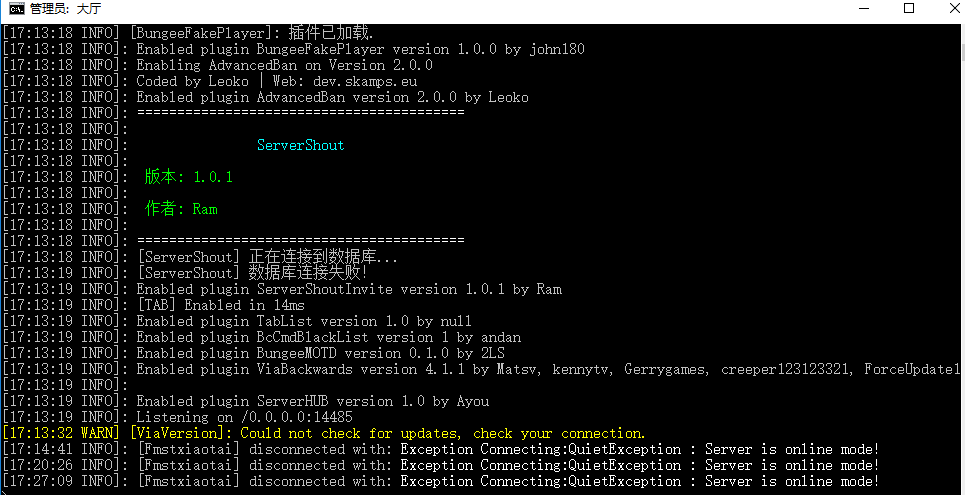 管理员: 大厅
[17:13:18 INFO] [BungeeFakePlayer]: 插件已加载.
[17:13:18 INFO]: Enabled plugin BungeeFakePlayer version 1.0.0 by john180
[17:13:18 INFO]: Enabling AdvancedBan on Version 2.0.0
[17:13:18 INFO]: Coded by Leoko | Web: dev.skamps.eu
[17:13:18 INFO]: Enabled plugin AdvancedBan version 2.0.0 by Leoko
[17:13:18 INFO]: =========================================
[17:13:18 INFO]:
[17:13:18 INFO]: ServerShout
[17:13:18 INFO]:
[17:13:18 INFO]: 版本: 1.0.1
[17:13:18 INFO]:
[17:13:18 INFO]: 作者: Ram
[17:13:18 INFO]:
[17:13:18 INFO]: =========================================
[17:13:18 INFO]: [ServerShout] 正在连接到数据库...
[17:13:19 INFO]: [ServerShout] 数据库连接失败!
[17:13:19 INFO]: Enabled plugin ServerShoutInvite version 1.0.1 by Ram
[17:13:19 INFO]: [TAB] Enabled in 14ms
[17:13:19 INFO]: Enabled plugin TabList version 1.0 by null
[17:13:19 INFO]: Enabled plugin BcCmdBlackList version 1 by andan
[17:13:19 INFO]: Enabled plugin BungeeMOTD version 0.1.0 by 2LS
[17:13:19 INFO]: Enabled plugin ViaBackwards version 4.1.1 by Matsv, kennytv, Gerrygames, creeper123123321, ForceUpdate1
[17:13:19 INFO]:
[17:13:19 INFO]: Enabled plugin ServerHUB version 1.0 by Ayou
[17:13:19 INFO]: Listening on /0.0.0.0:14485
[17:13:32 WARN] [ViaVersion]: Could not check for updates, check your connection.
[17:14:41 INFO]: [Fmstxiaotai] disconnected with: Exception Connecting:QuietException : Server is online mode!
[17:20:26 INFO]: [Fmstxiaotai] disconnected with: Exception Connecting:QuietException : Server is online mode!
[17:27:09 INFO]: [Fmstxiaotai] disconnected with: Exception Connecting:QuietException : Server is online mode!